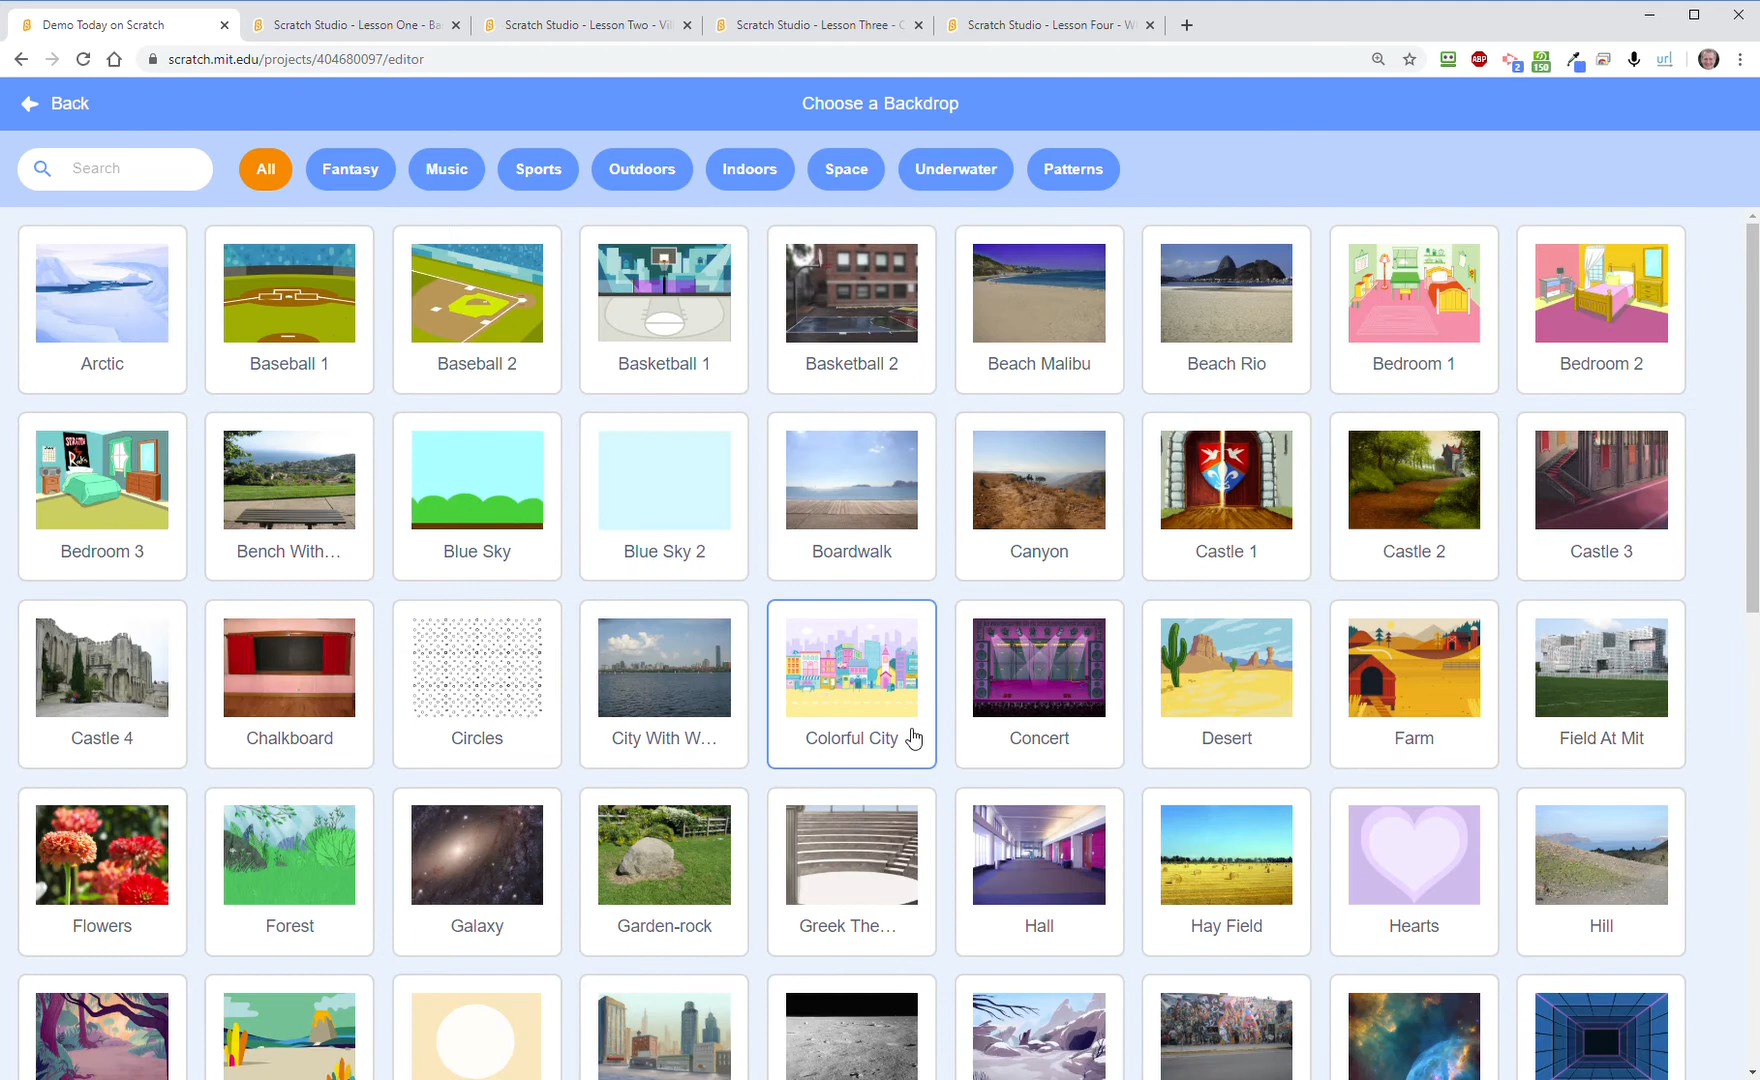 Demo Today on Scratch
Scratch Studio - Lesson One - Ba
Scratch Studio - Lesson Two - Vi
Scratch Studio - Lesson Three -
Scratch Studio - Lesson Four - W
scratch.mit.edu/projects/404680097/editor
ABP
2
150
url
Back
Choose a Backdrop
Search
All
Fantasy
Music
Sports
Outdoors
Indoors
Space
Underwater
Patterns
Arctic
Baseball 1
Baseball 2
Basketball 1
Basketball 2
Beach Malibu
Beach Rio
Bedroom 1
Bedroom 2
Bedroom 3
Bench With...
Blue Sky
Blue Sky 2
Boardwalk
Canyon
Castle 1
Castle 2
Castle 3
Castle 4
Chalkboard
Circles
City With W...
Colorful City
Concert
Desert
Farm
Field At Mit
Flowers
Forest
Galaxy
Garden-rock
Greek The...
Hall
Hay Field
Hearts
Hill